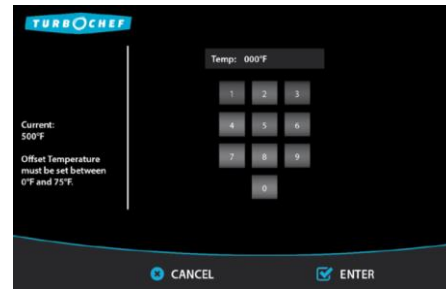 TURBOCHEF
Temp: 000°F
1 2 3
Current:
500°F
4 5 6
Offset Temperature
must be set between
0°F and 75°F.
7 8 9
0
CANCEL
ENTER